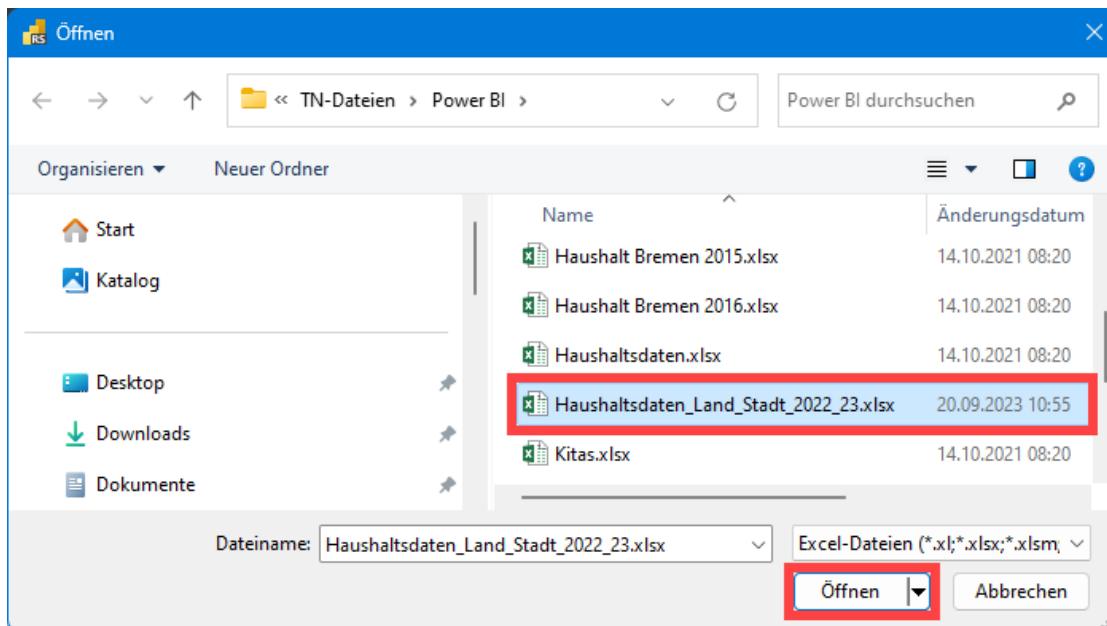 RS Öffnen
« TN-Dateien > Power BI > Power BI durchsuchen
Organisieren Neuer Ordner ?
Start
Katalog
Desktop
Downloads
Dokumente
Name Änderungsdatum
Haushalt Bremen 2015.xlsx 14.10.2021 08:20
Haushalt Bremen 2016.xlsx 14.10.2021 08:20
Haushaltsdaten.xlsx 14.10.2021 08:20
Haushaltsdaten_Land_Stadt_2022_23.xlsx 20.09.2023 10:55
Kitas.xlsx 14.10.2021 08:20
Dateiname: Haushaltsdaten_Land_Stadt_2022_23.xlsx Excel-Dateien (*.xl;*.xlsx;*.xlsm;
Öffnen Abbrechen